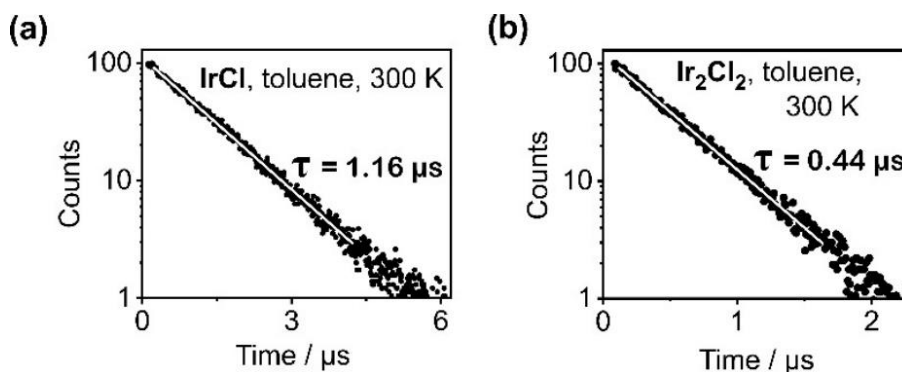 (a)
100
10
1
Counts
IrCl, toluene, 300 K
τ = 1.16 μs
0 3 6
Time / μs
(b)
100
10
1
Counts
Ir₂Cl₂, toluene,
300 K
τ = 0.44 μs
0 1 2
Time / μs